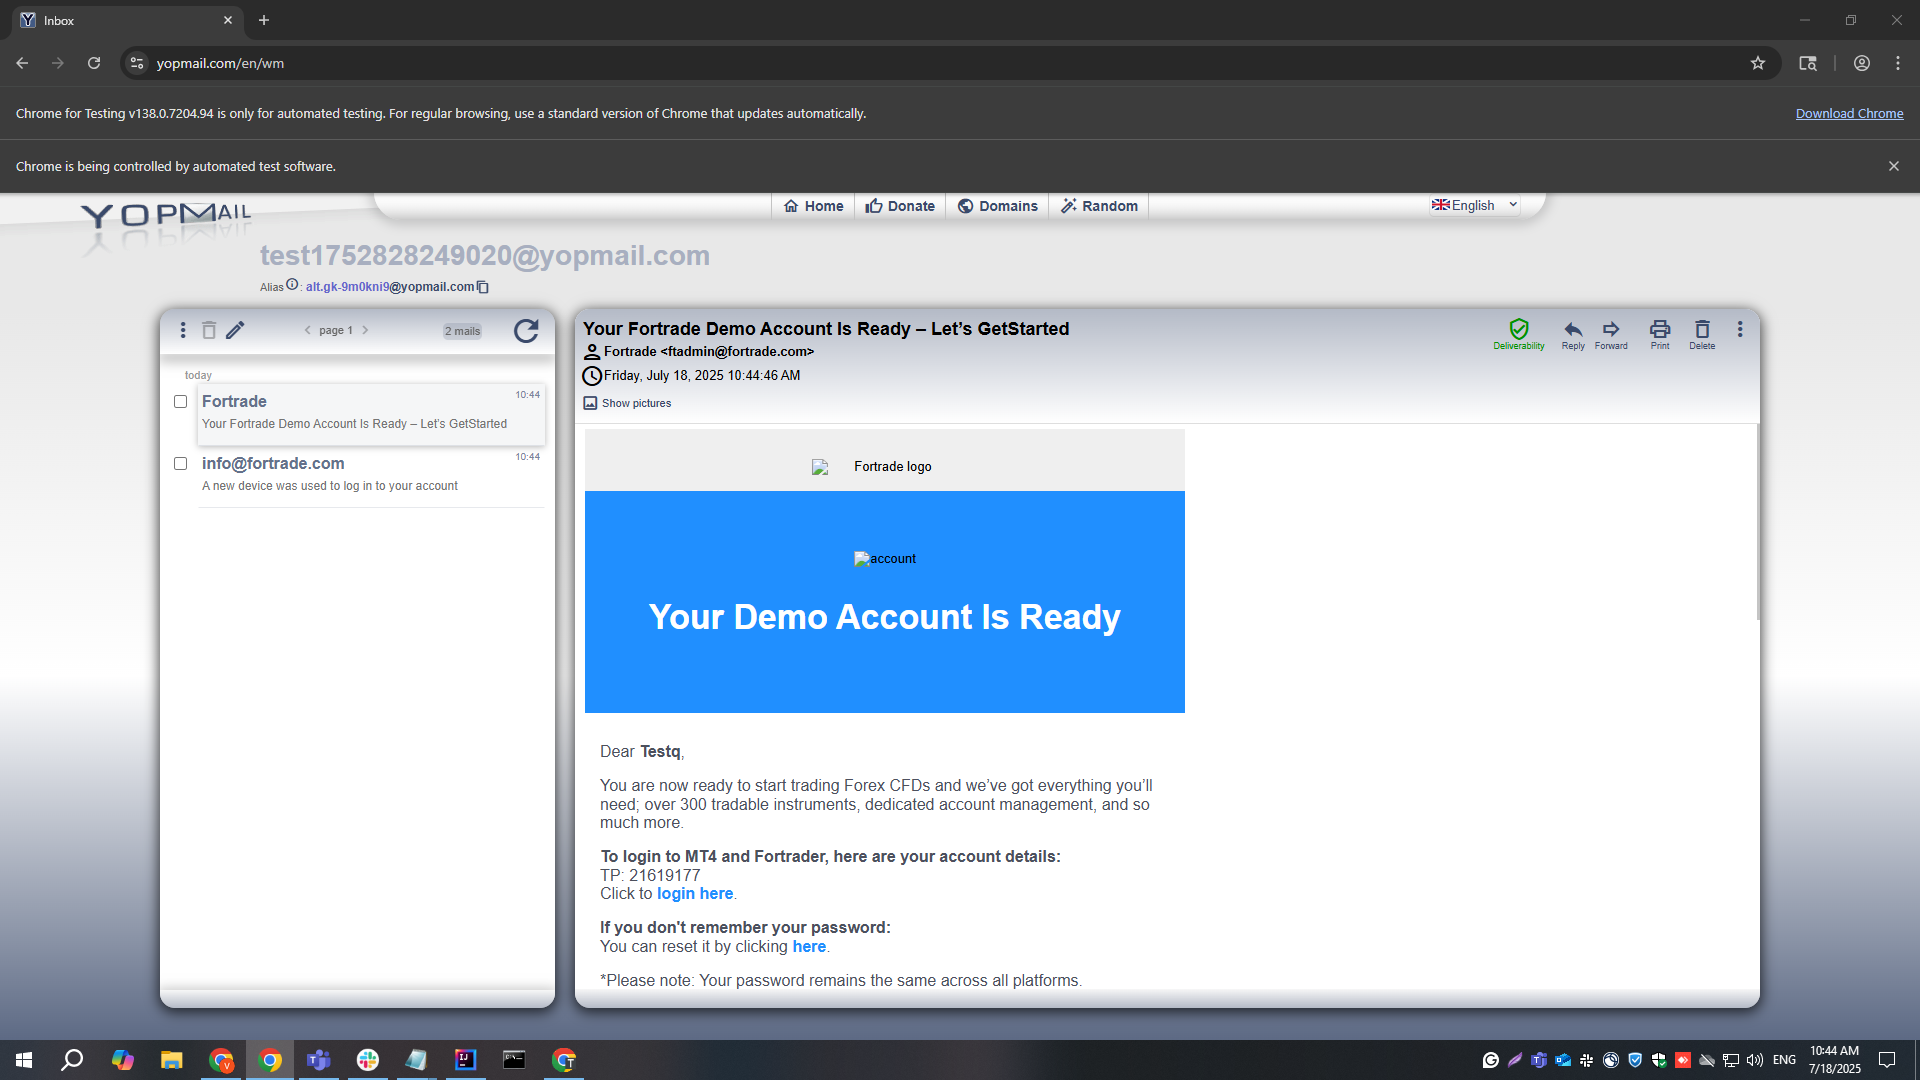 Inbox
yopmail.com/en/wm
Chrome for Testing v138.0.7204.94 is only for automated testing. For regular browsing, use a standard version of Chrome that updates automatically.
Download Chrome
Chrome is being controlled by automated test software.
YOPMAIL
Home
Donate
Domains
Random
English
test1752828249020@yopmail.com
Alias : alt.gk-9m0kni9@yopmail.com
page 1
2 mails
today
Fortrade
10:44
Your Fortrade Demo Account Is Ready – Let's GetStarted
info@fortrade.com
10:44
A new device was used to log in to your account
Your Fortrade Demo Account Is Ready – Let's GetStarted
Fortrade <ftadmin@fortrade.com>
Friday, July 18, 2025 10:44:46 AM
Show pictures
Deliverability
Reply
Forward
Print
Delete
Fortrade logo
account
Your Demo Account Is Ready
Dear Testq,
You are now ready to start trading Forex CFDs and we've got everything you'll
need; over 300 tradable instruments, dedicated account management, and so
much more.
To login to MT4 and Fortrader, here are your account details:
TP: 21619177
Click to login here.
If you don't remember your password:
You can reset it by clicking here.
*Please note: Your password remains the same across all platforms.
ENG
10:44 AM
7/18/2025